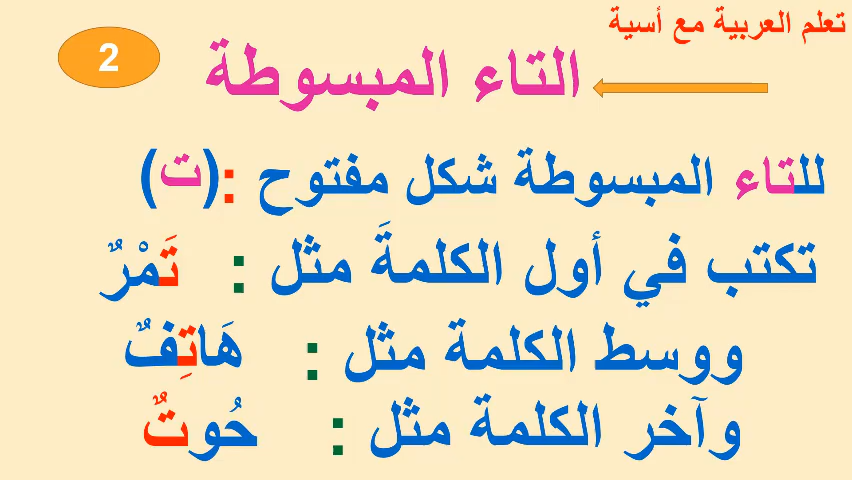 تعلم العربية مع أسية
2
التاء المبسوطة
للتاء المبسوطة شكل مفتوح :(ت)
تكتب في أول الكلمةَ مثل : تَمْرٌ
ووسط الكلمة مثل : هَاتِفٌ
وآخر الكلمة مثل : حُوتٌ